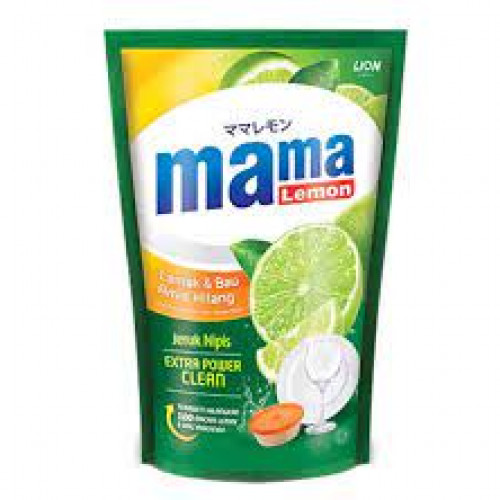 LION
ママレモン
mama
Lemon
Lemak & Bau
Amis Hilang
Jeruk Nipis
EXTRA POWER
CLEAN